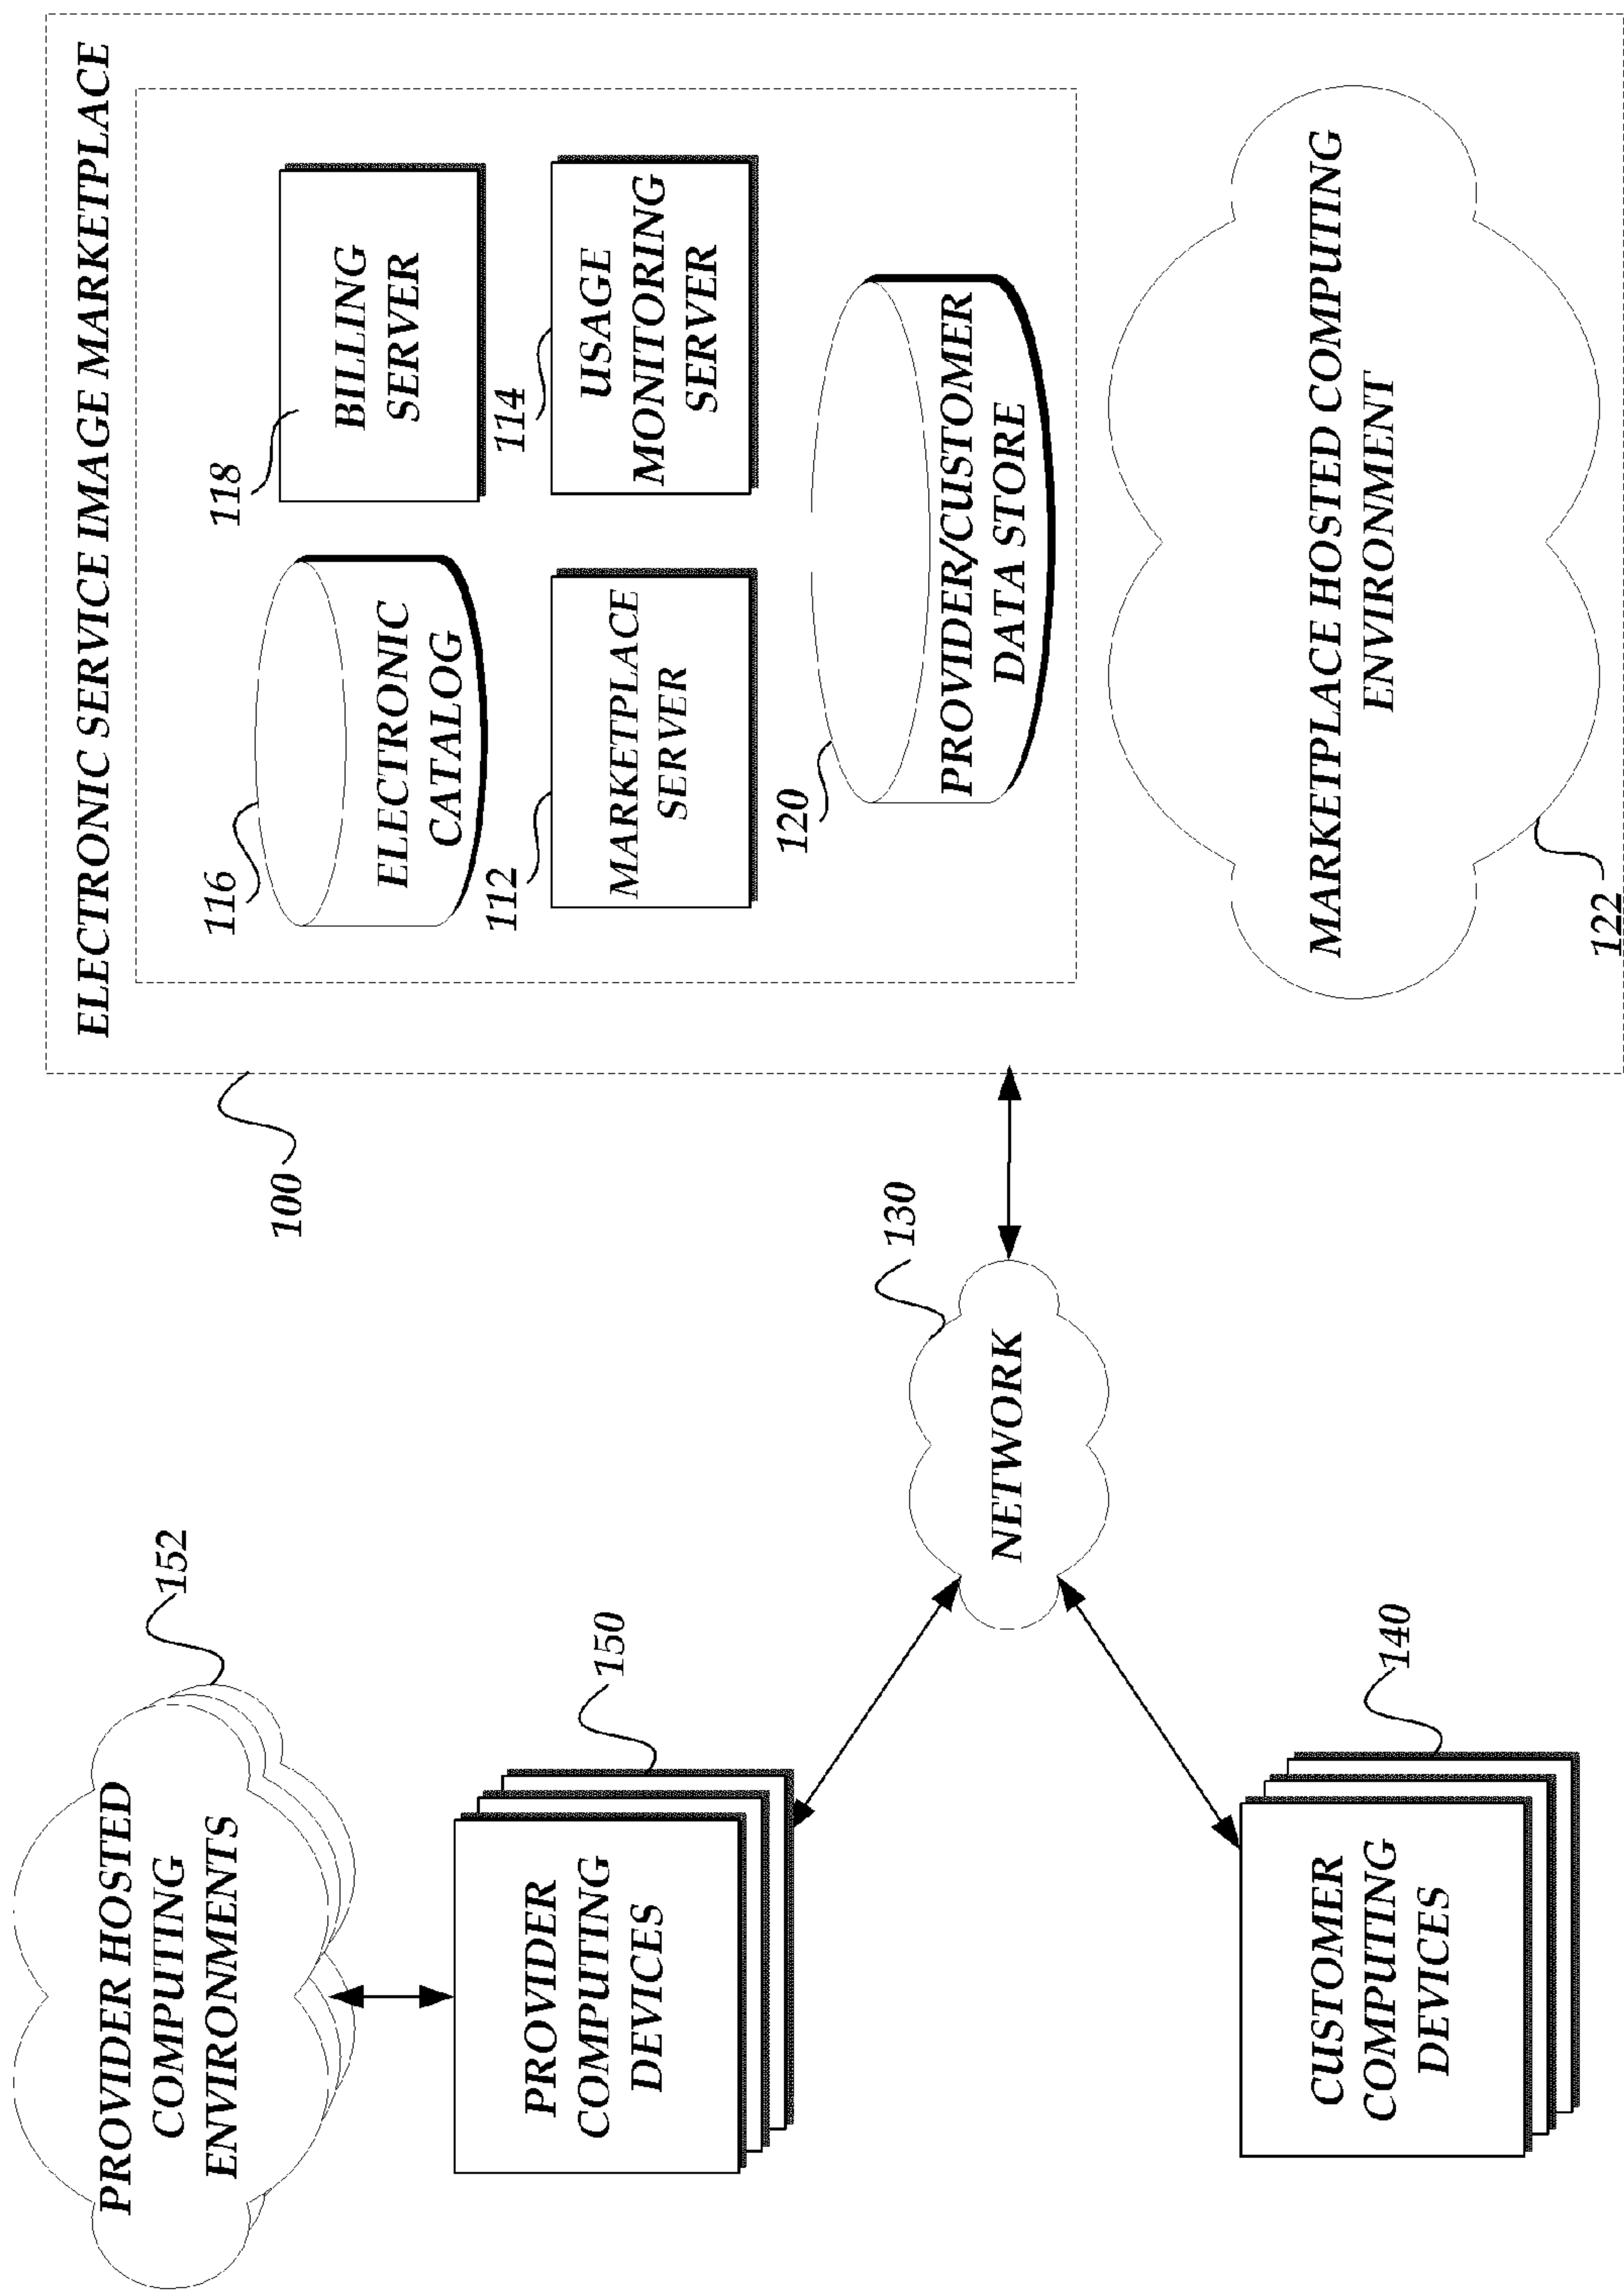 PROVIDER HOSTED
COMPUTING
ENVIRONMENTS
152
PROVIDER
COMPUTING
DEVICES
150
CUSTOMER
COMPUTING
DEVICES
140
NETWORK
130
100
ELECTRONIC SERVICE IMAGE MARKETPLACE
116
ELECTRONIC
CATALOG
118
BILLING
SERVER
112
MARKETPLACE
SERVER
114
USAGE
MONITORING
SERVER
120
PROVIDER/CUSTOMER
DATA STORE
MARKETPLACE HOSTED COMPUTING
ENVIRONMENT
122